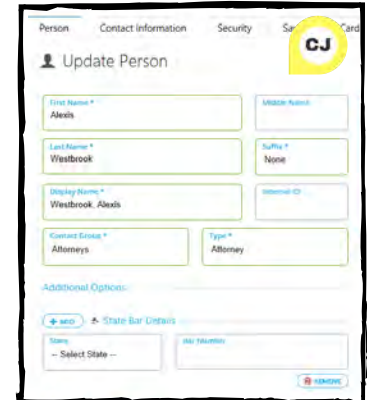 Person Contact Information Security Card
CJ
Update Person
First Name * Middle Name
Alexis
Last Name * Suffix *
Westbrook None
Display Name * Internal ID
Westbrook, Alexis
Contact Group * Type *
Attorneys Attorney
Additional Options
+ ADD State Bar Details
State Bar Number
-- Select State --
REMOVE